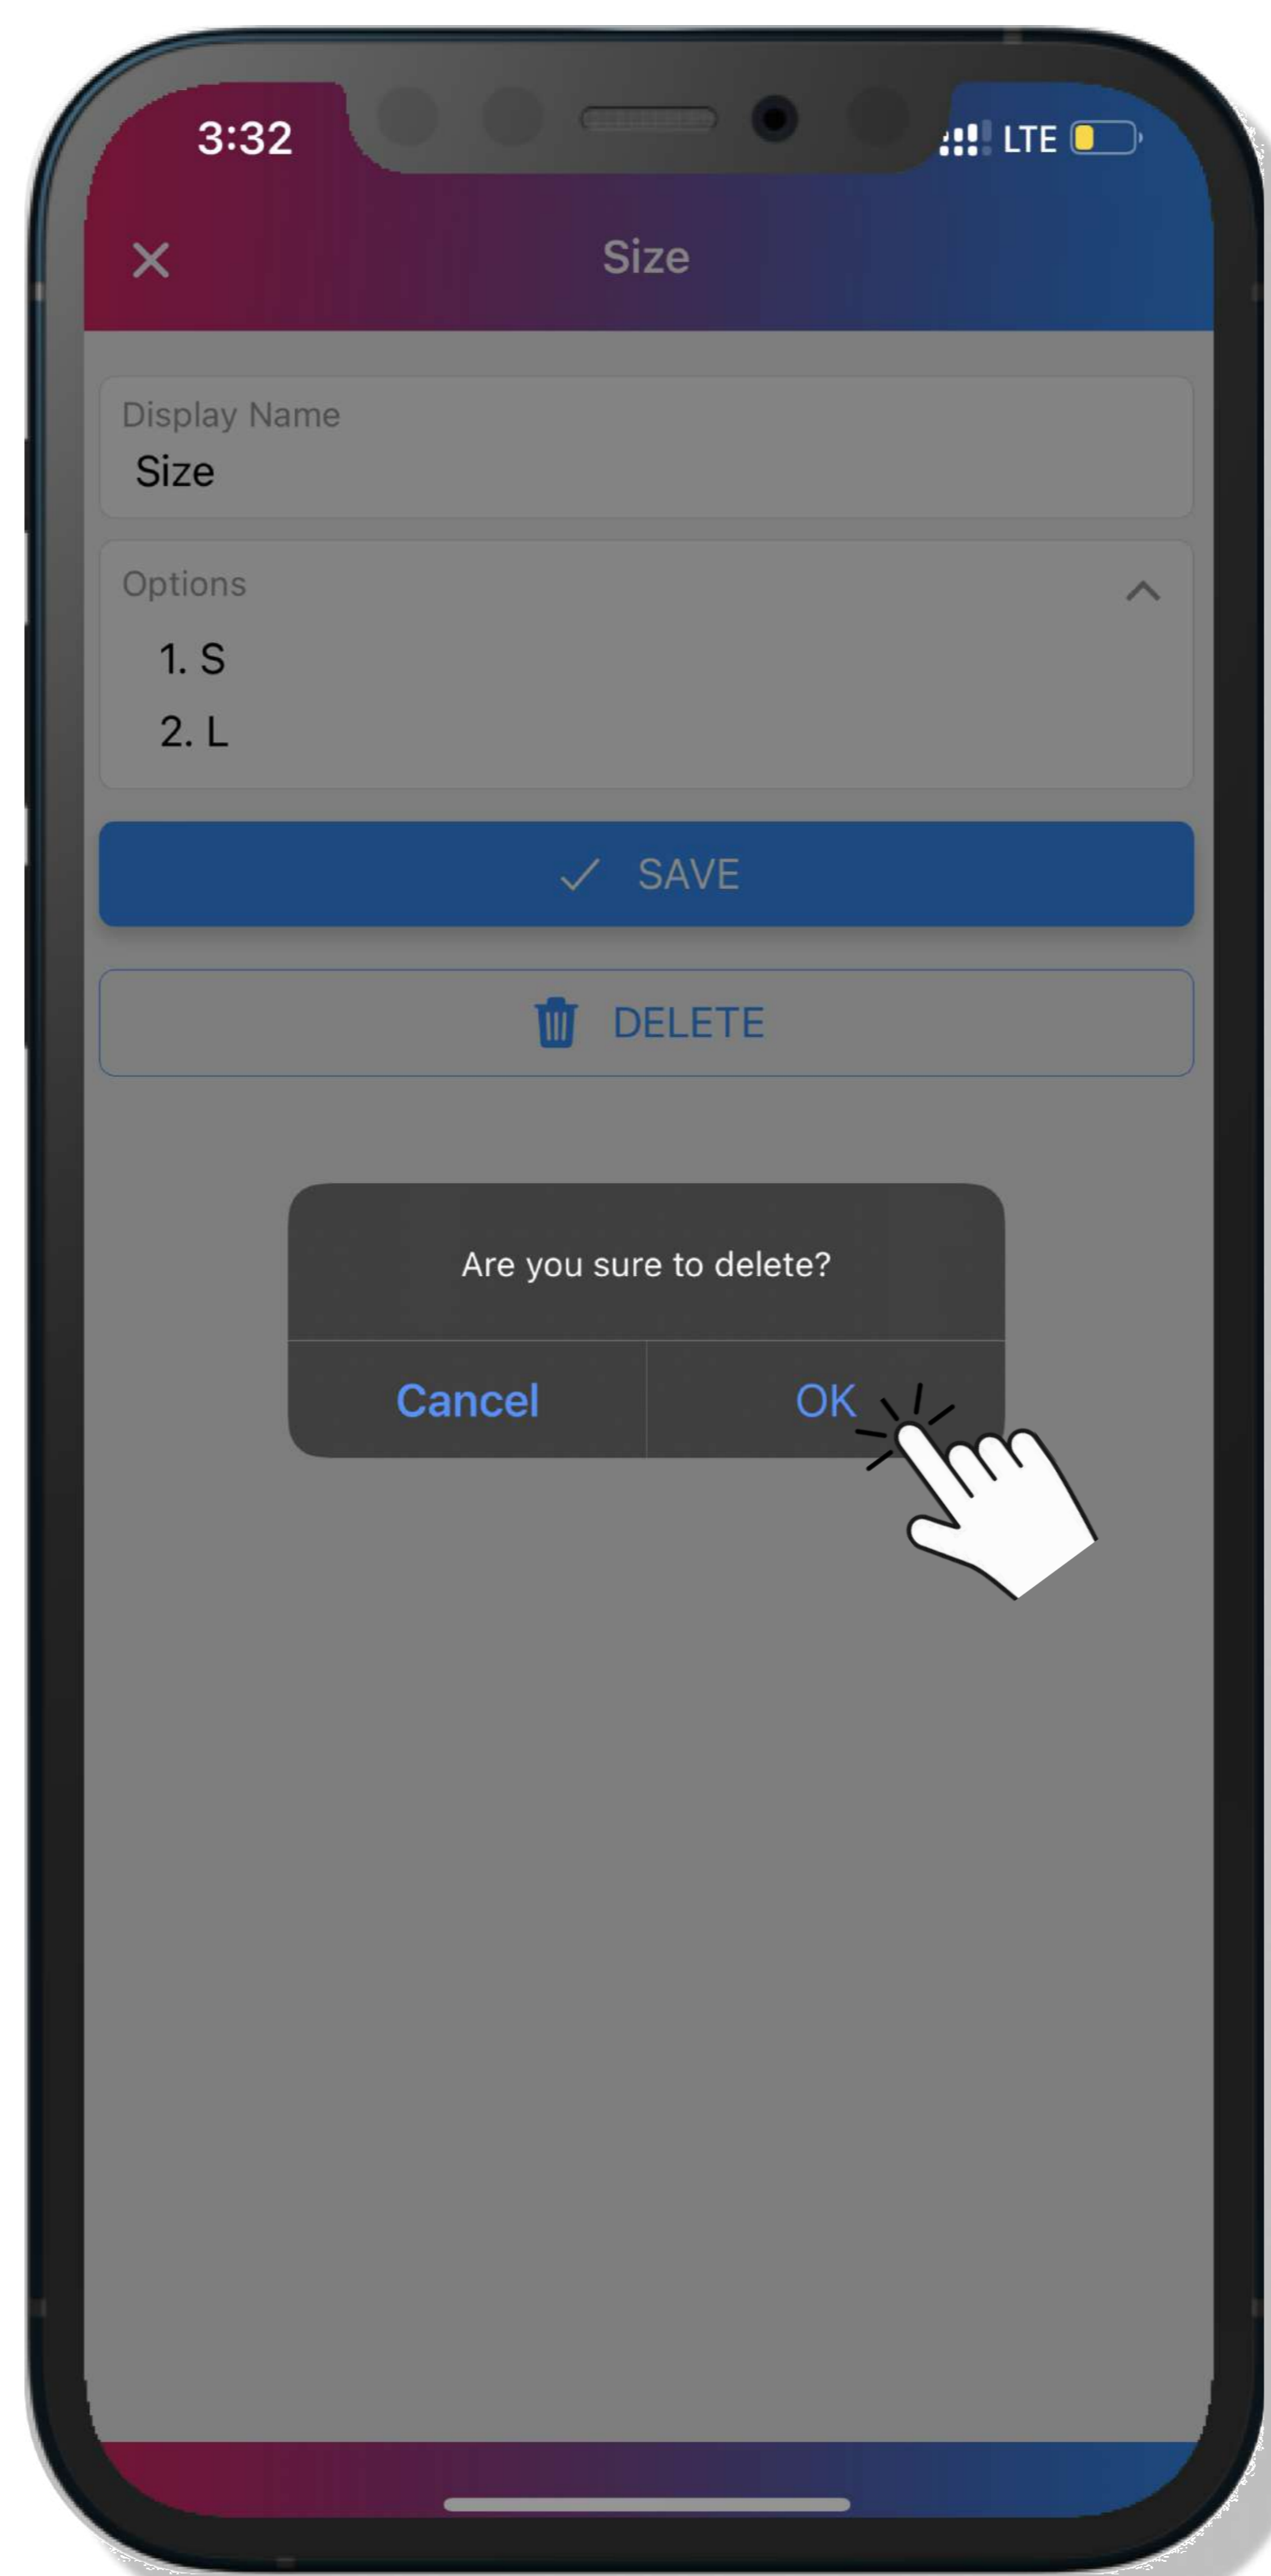 3:32 LTE
Size
Display Name
Size
Options
1. S
2. L
SAVE
DELETE
Are you sure to delete?
Cancel OK